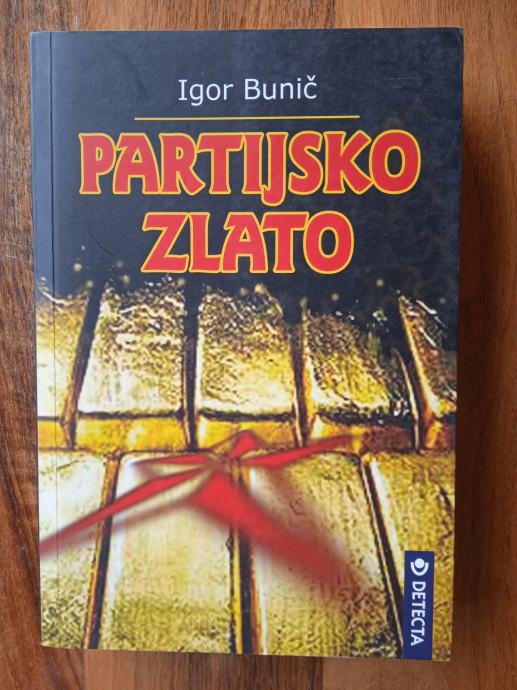 Igor Bunič
PARTIJSKO
ZLATO
DETECTA